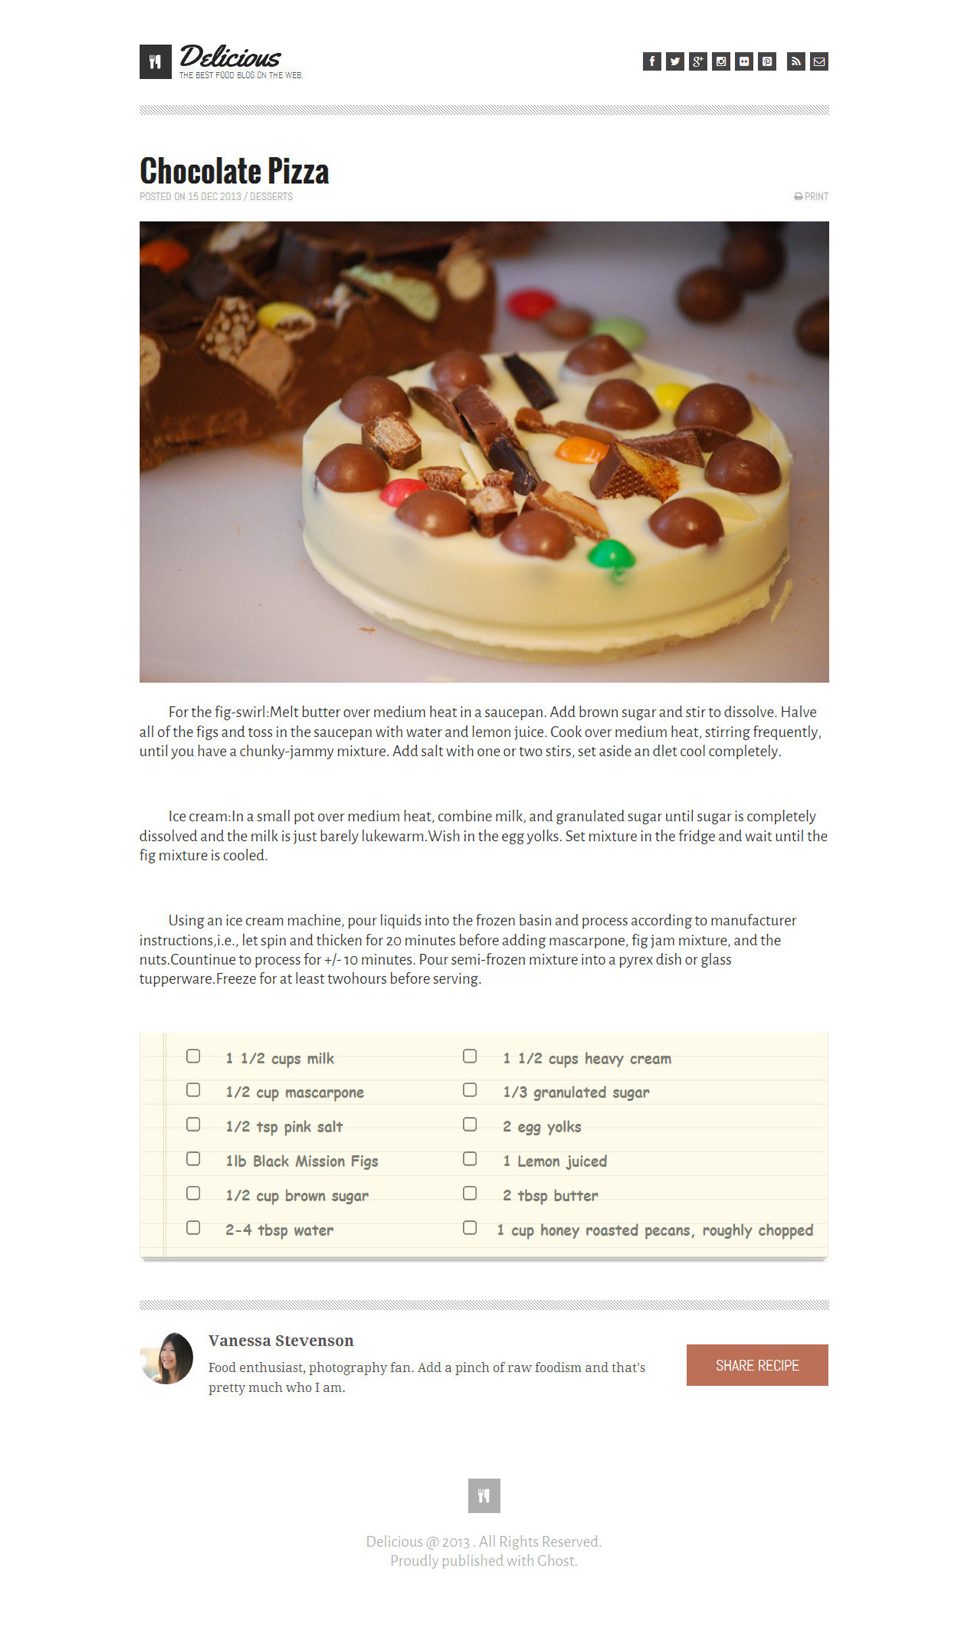 Delicious
THE BEST FOOD BLOG ON THE WEB.
Chocolate Pizza
POSTED ON 15 DEC 2013 / DESSERTS
PRINT
For the fig-swirl:Melt butter over medium heat in a saucepan. Add brown sugar and stir to dissolve. Halve
all of the figs and toss in the saucepan with water and lemon juice. Cook over medium heat, stirring frequently,
until you have a chunky-jammy mixture. Add salt with one or two stirs, set aside an dlet cool completely.
Ice cream:In a small pot over medium heat, combine milk, and granulated sugar until sugar is completely
dissolved and the milk is just barely lukewarm.Wish in the egg yolks. Set mixture in the fridge and wait until the
fig mixture is cooled.
Using an ice cream machine, pour liquids into the frozen basin and process according to manufacturer
instructions,i.e., let spin and thicken for 20 minutes before adding mascarpone, fig jam mixture, and the
nuts.Countinue to process for +/- 10 minutes. Pour semi-frozen mixture into a pyrex dish or glass
tupperware.Freeze for at least twohours before serving.
1 1/2 cups milk
1 1/2 cups heavy cream
1/2 cup mascarpone
1/3 granulated sugar
1/2 tsp pink salt
2 egg yolks
1lb Black Mission Figs
1 Lemon juiced
1/2 cup brown sugar
2 tbsp butter
2-4 tbsp water
1 cup honey roasted pecans, roughly chopped
Vanessa Stevenson
Food enthusiast, photography fan. Add a pinch of raw foodism and that's
pretty much who I am.
SHARE RECIPE
Delicious @ 2013 . All Rights Reserved.
Proudly published with Ghost.